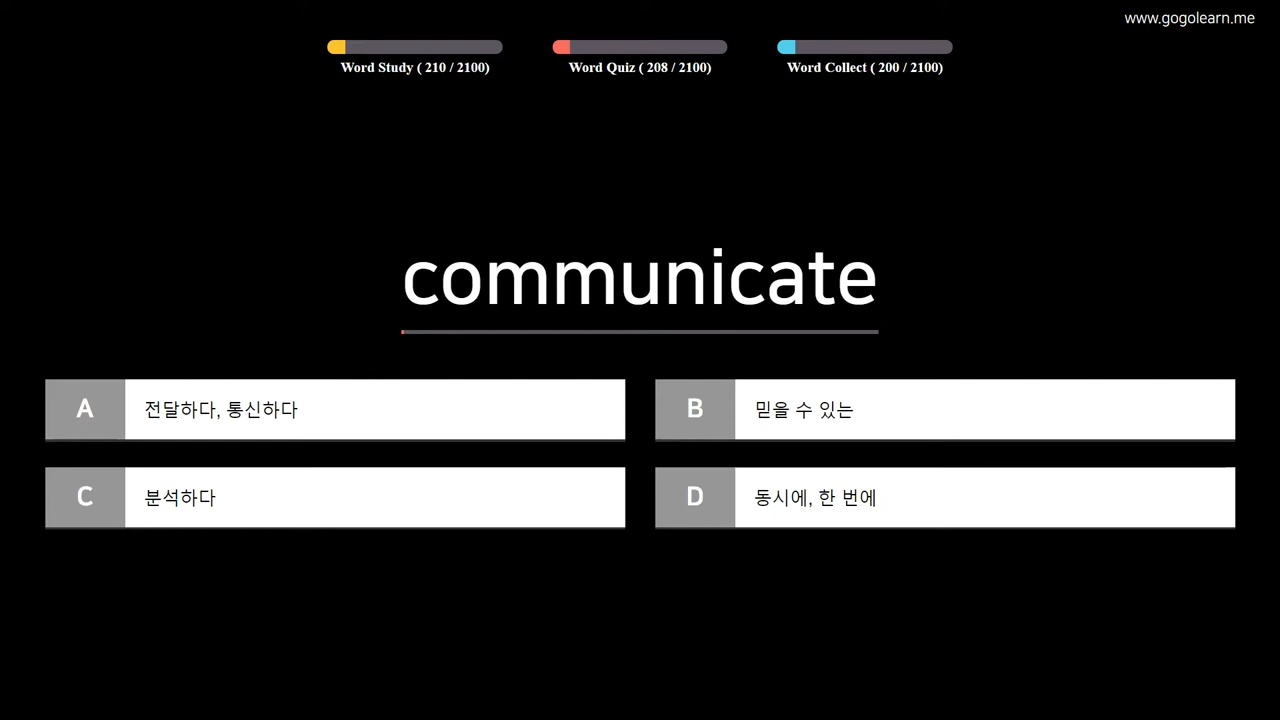 www.gogolearn.me
Word Study ( 210 / 2100)
Word Quiz ( 208 / 2100)
Word Collect ( 200 / 2100)
communicate
A 전달하다, 통신하다
B 믿을 수 있는
C 분석하다
D 동시에, 한 번에